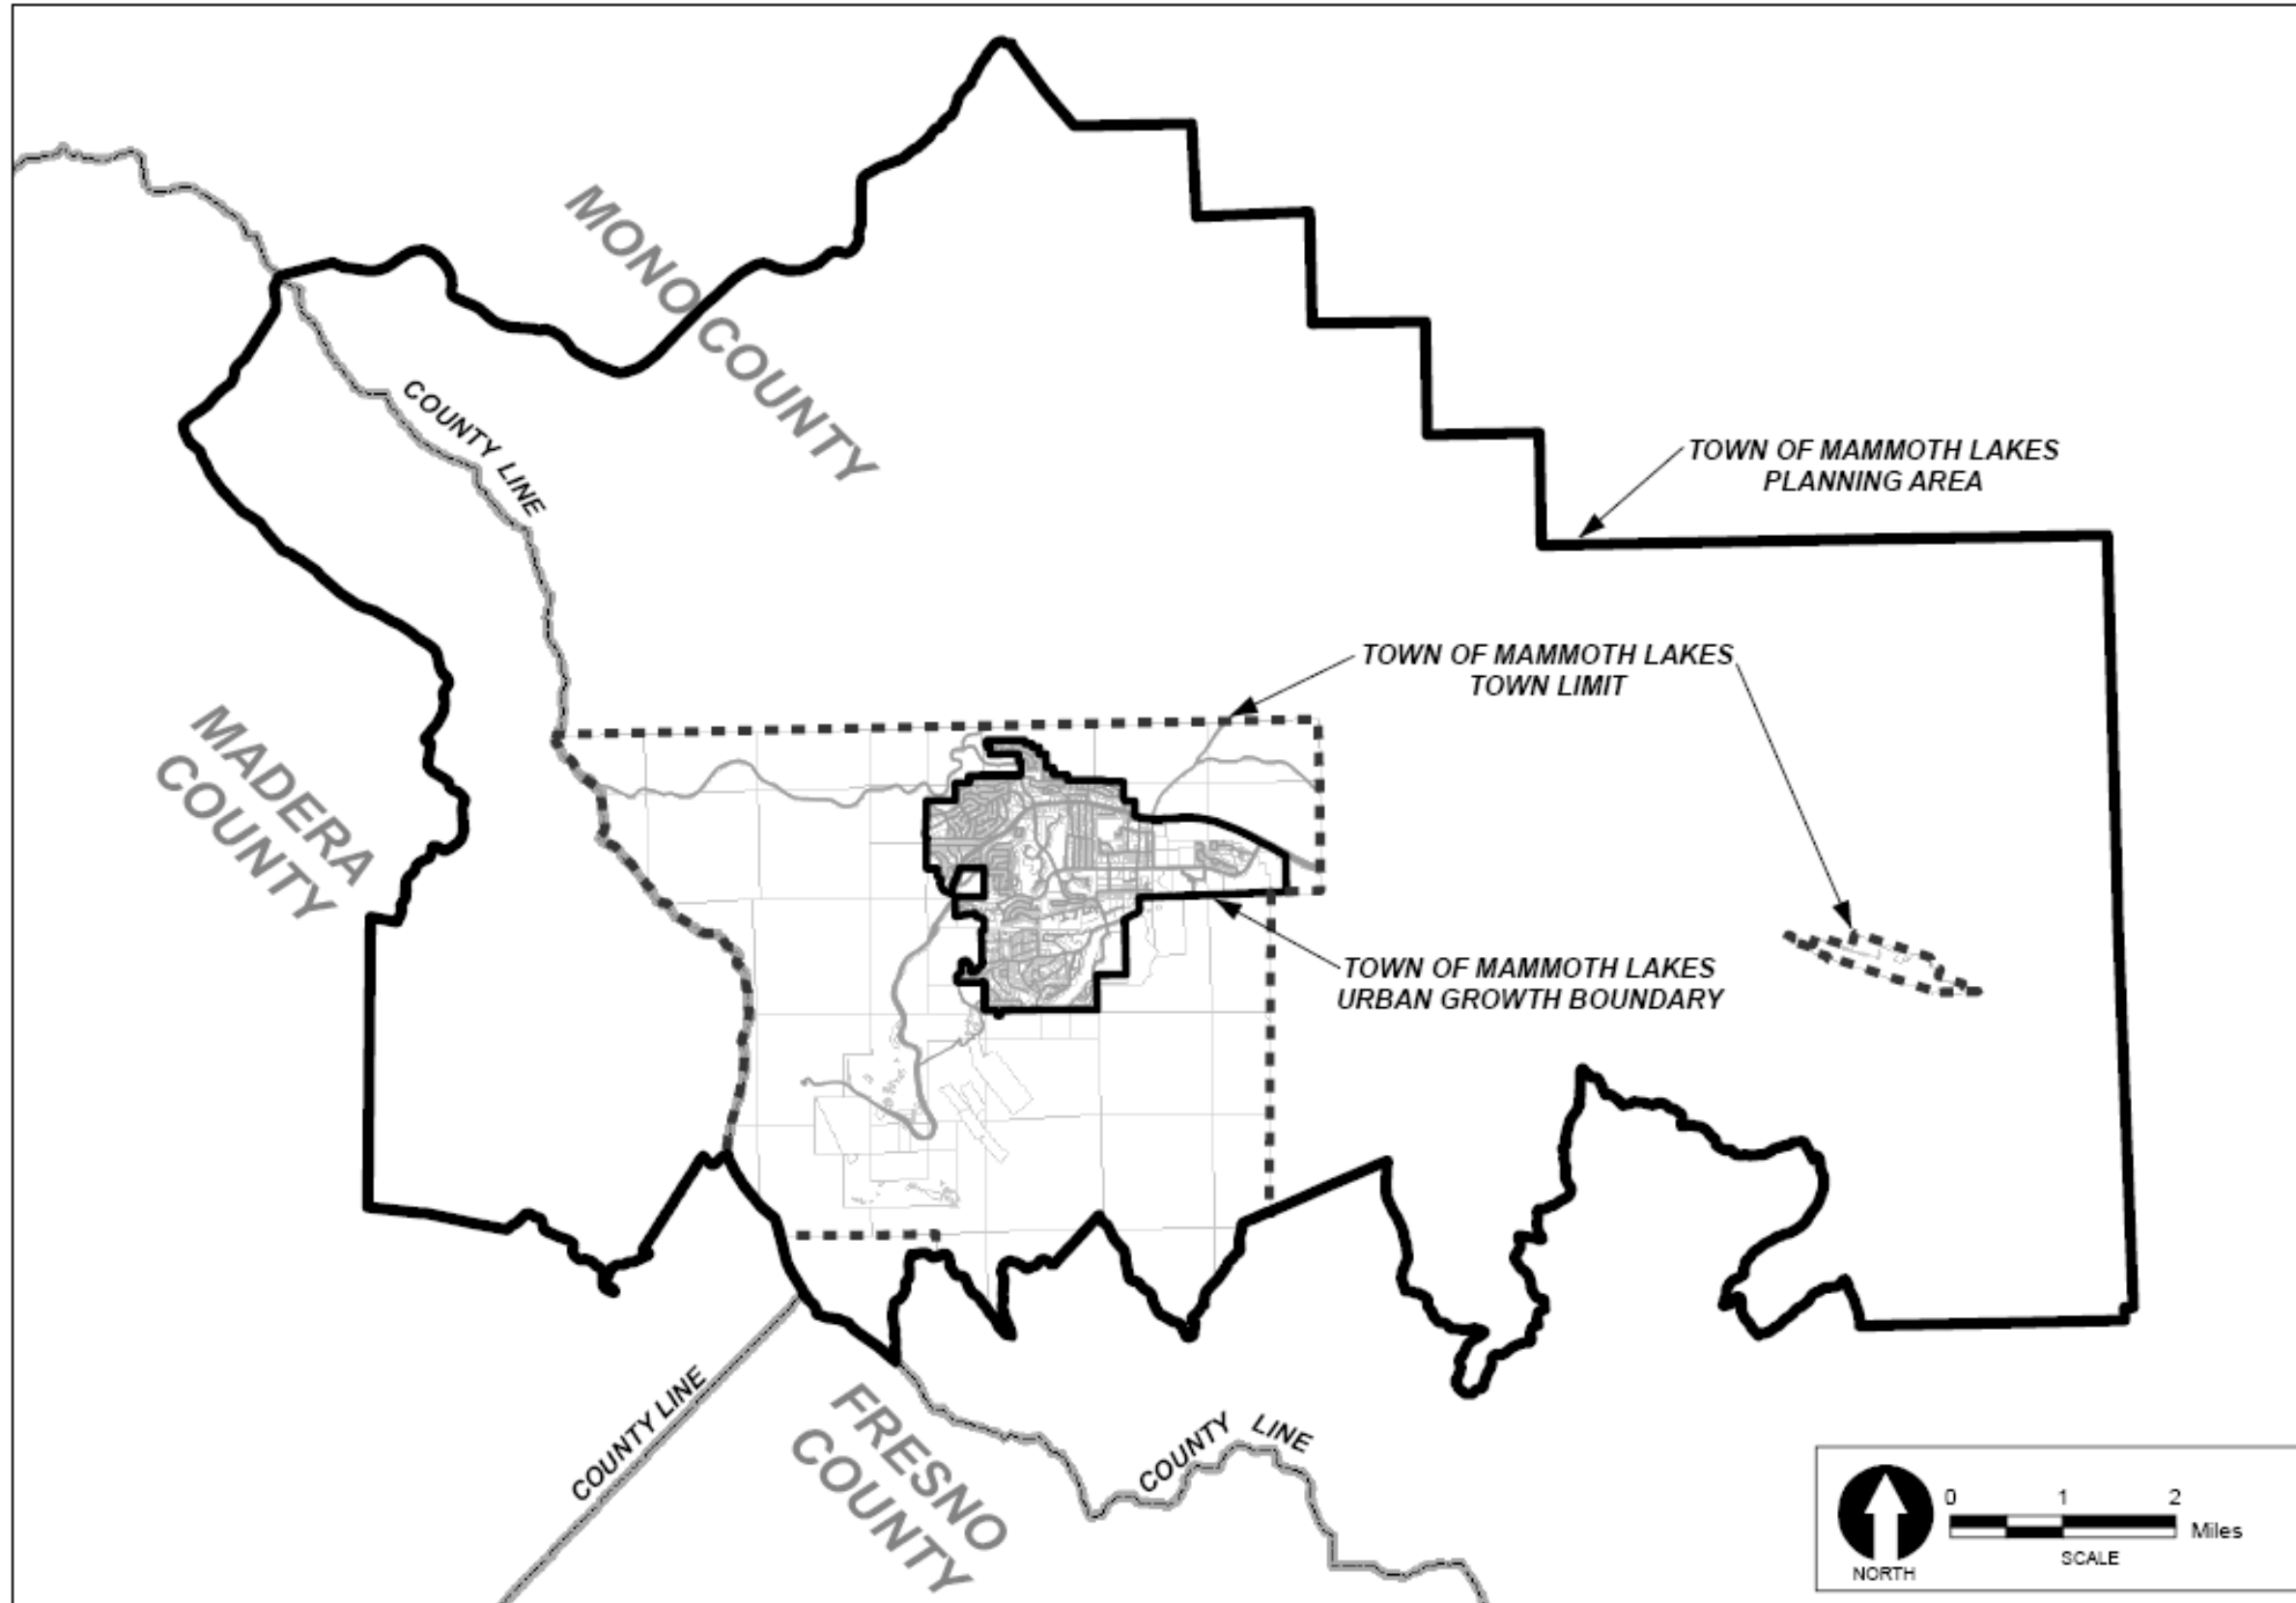 MONO COUNTY
COUNTY LINE
TOWN OF MAMMOTH LAKES
PLANNING AREA
TOWN OF MAMMOTH LAKES
TOWN LIMIT
MADERA
COUNTY
TOWN OF MAMMOTH LAKES
URBAN GROWTH BOUNDARY
COUNTY LINE
FRESNO
COUNTY
COUNTY LINE
0 1 2
Miles
SCALE
NORTH